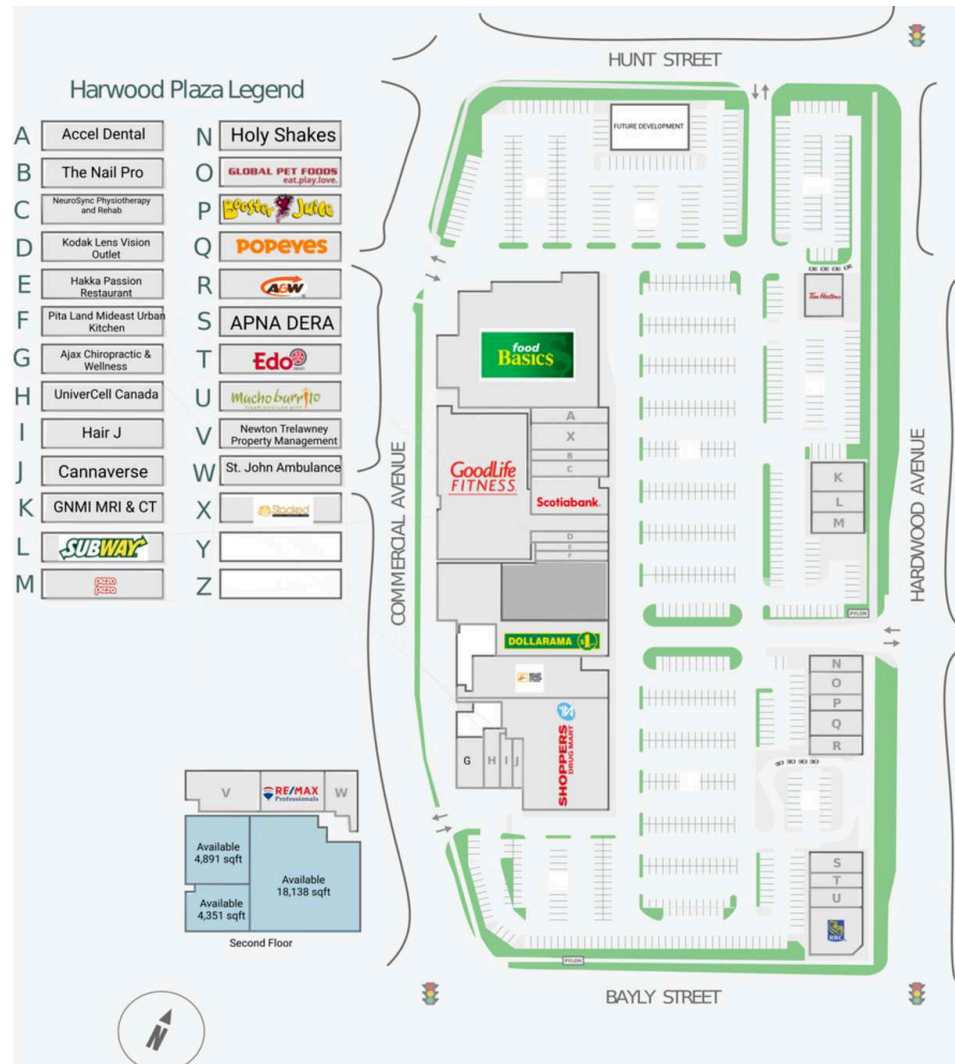 HUNT STREET
Harwood Plaza Legend
A Accel Dental
B The Nail Pro
C NeuroSync Physiotherapy
and Rehab
D Kodak Lens Vision
Outlet
E Hakka Passion
Restaurant
F Pita Land Mideast Urban
Kitchen
G Ajax Chiropractic &
Wellness
H UniverCell Canada
I Hair J
J Cannaverse
K GNMI MRI & CT
L SUBWAY
M pizza
pizza
N Holy Shakes
O GLOBAL PET FOODS
eat.play.love.
P Booster Juice
Q POPEYES
R A&W
S APNA DERA
T Edo
U Mucho burrito
V Newton Trelawney
Property Management
W St. John Ambulance
X Stacked
Y
Z
FUTURE DEVELOPMENT
Tim Hortons
food
Basics
A
X
B
C
GoodLife
FITNESS
Scotiabank
D
E
F
DOLLARAMA
SHOPPERS
DRUG MART
G
H
I
J
K
L
M
PYLON
N
O
P
Q
R
S
T
U
RBC
PYLON
COMMERCIAL AVENUE
HARDWOOD AVENUE
V
RE/MAX
Professionals
W
Available
4,891 sqft
Available
18,138 sqft
Available
4,351 sqft
Second Floor
BAYLY STREET
N